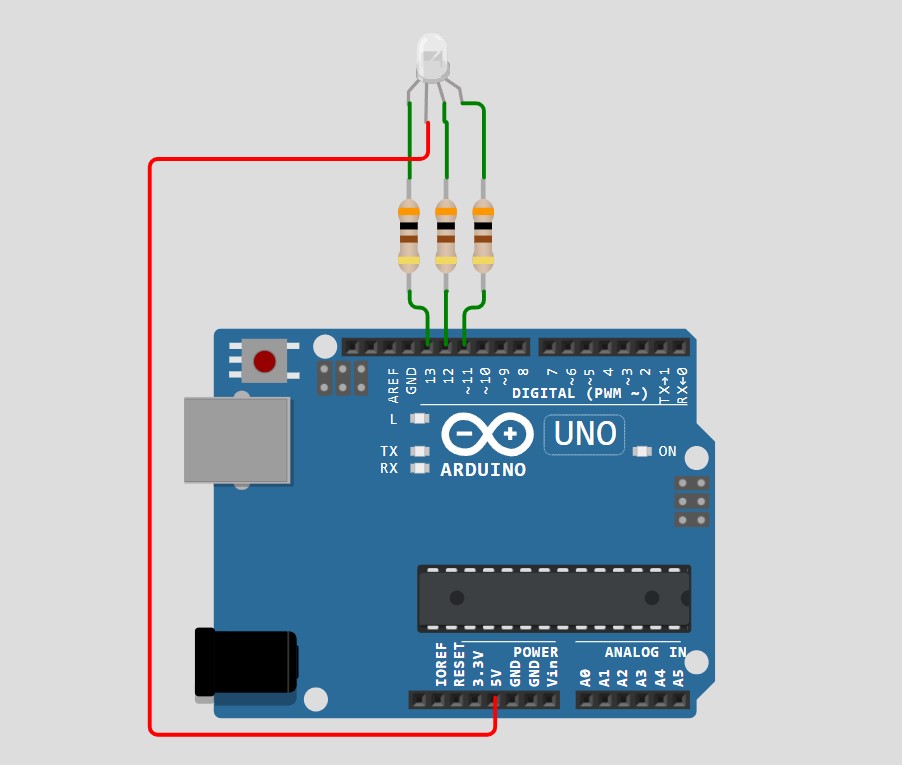 AREF
GND
13
12
~11
~10
~9
8
7
~6
~5
4
~3
2
TX→1
RX←0
DIGITAL (PWM ~)
L
TX
RX
UNO
ON
ARDUINO
IOREF
RESET
3.3V
5V
GND
GND
Vin
POWER
ANALOG IN
A0
A1
A2
A3
A4
A5